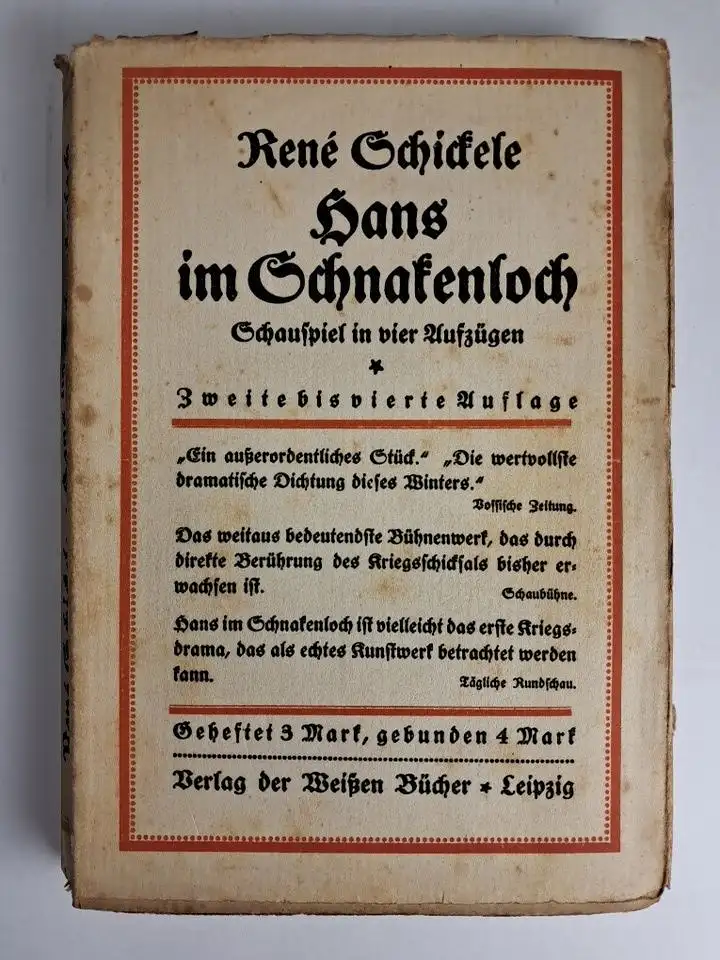 René Schickele
Hans
im Schnakenloch
Schauspiel in vier Aufzügen
Zweite bis vierte Auflage
„Ein außerordentliches Stück.“ „Die wertvollste
dramatische Dichtung dieses Winters.“
Vossische Zeitung.
Das weitaus bedeutendste Bühnenwerk, das durch
direkte Berührung des Kriegsschicksals bisher er-
wachsen ist.
Schaubühne.
Hans im Schnakenloch ist vielleicht das erste Kriegs-
drama, das als echtes Kunstwerk betrachtet werden
kann.
Tägliche Rundschau.
Geheftet 3 Mark, gebunden 4 Mark
Verlag der Weißen Bücher * Leipzig